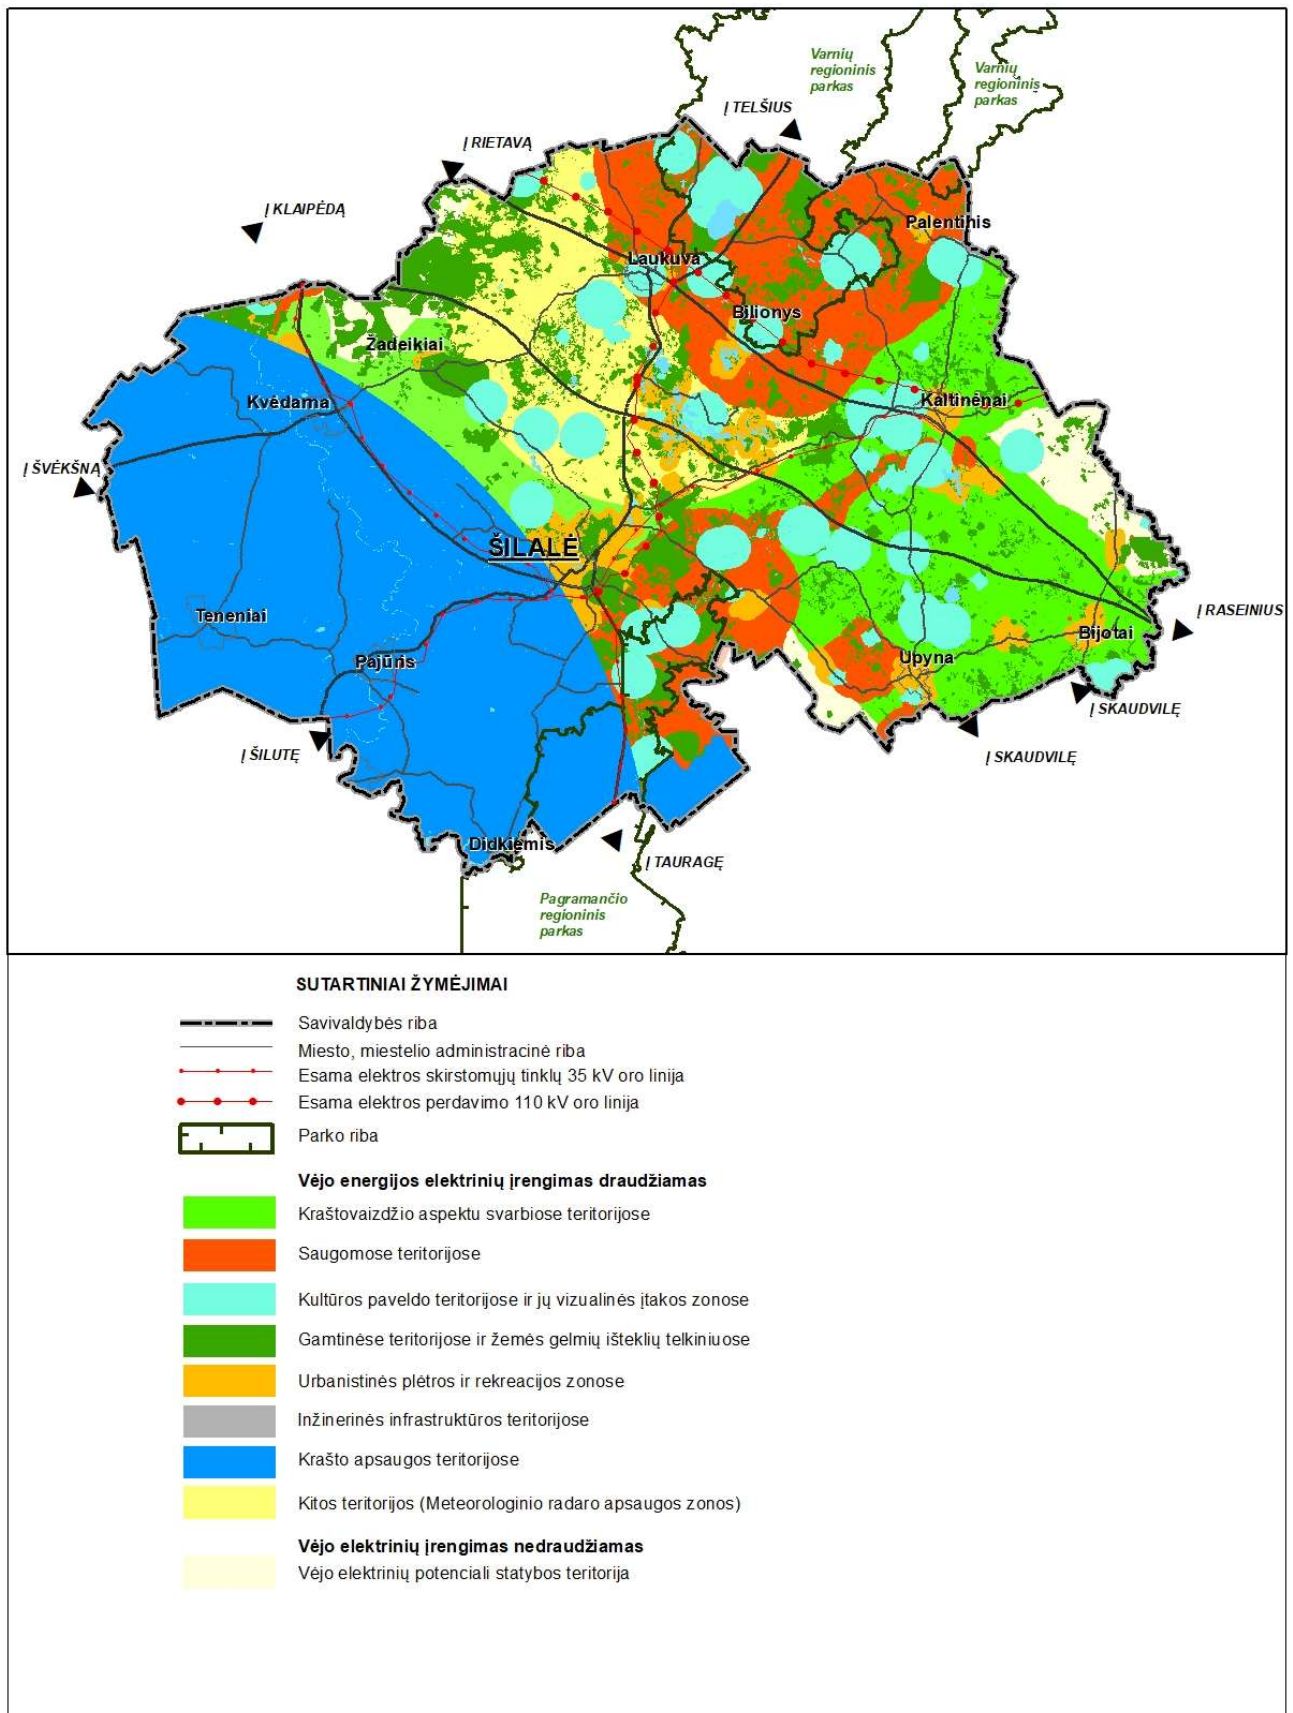 Varnių
regioninis
parkas
Varnių
regioninis
parkas
Į TELŠIUS
Į RIETAVĄ
Į KLAIPĖDĄ
Palentinis
Laukuva
Bilionys
Žadeikiai
Kvėdarna
Kaltinėnai
Į ŠVĖKŠNĄ
ŠILALĖ
Teneniai
Į RASEINIUS
Bijotai
Upyna
Pajūris
Į SKAUDVILĘ
Į ŠILUTĘ
Į SKAUDVILĘ
Didkiemis
Į TAURAGĘ
Pagramančio
regioninis
parkas
SUTARTINIAI ŽYMĖJIMAI
Savivaldybės riba
Miesto, miestelio administracinė riba
Esama elektros skirstomųjų tinklų 35 kV oro linija
Esama elektros perdavimo 110 kV oro linija
Parko riba
Vėjo energijos elektrinių įrengimas draudžiamas
Kraštovaizdžio aspektu svarbiose teritorijose
Saugomose teritorijose
Kultūros paveldo teritorijose ir jų vizualinės įtakos zonose
Gamtinėse teritorijose ir žemės gelmių išteklių telkiniuose
Urbanistinės plėtros ir rekreacijos zonose
Inžinerinės infrastruktūros teritorijose
Krašto apsaugos teritorijose
Kitos teritorijos (Meteorologinio radaro apsaugos zonos)
Vėjo elektrinių įrengimas nedraudžiamas
Vėjo elektrinių potenciali statybos teritorija